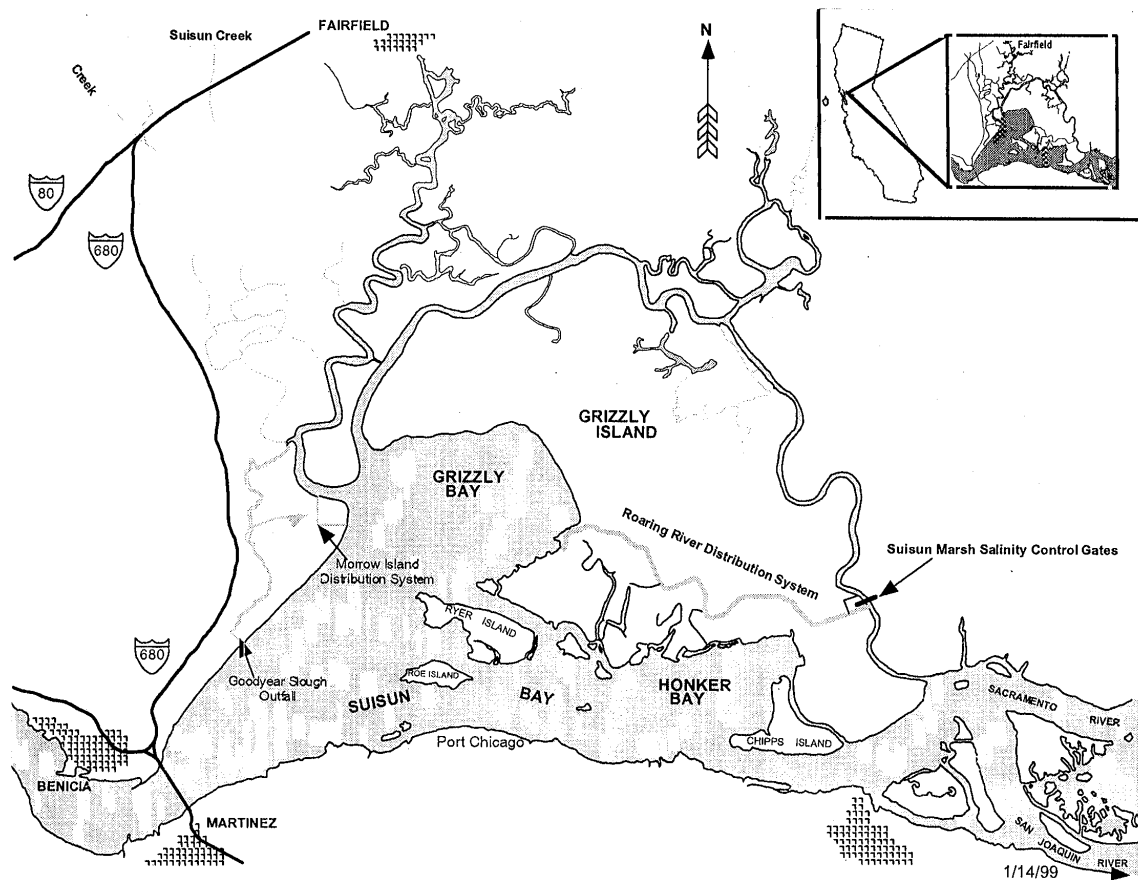 Suisun Creek
FAIRFIELD
Creek
N
Fairfield
80
680
GRIZZLY
ISLAND
GRIZZLY
BAY
Roaring River Distribution System
Suisun Marsh Salinity Control Gates
Morrow Island
Distribution System
RYER ISLAND
680
Goodyear Slough
Outfall
ROE ISLAND
SUISUN
BAY
HONKER
BAY
SACRAMENTO
RIVER
CHIPPS ISLAND
Port Chicago
BENICIA
MARTINEZ
SAN
JOAQUIN
RIVER
1/14/99